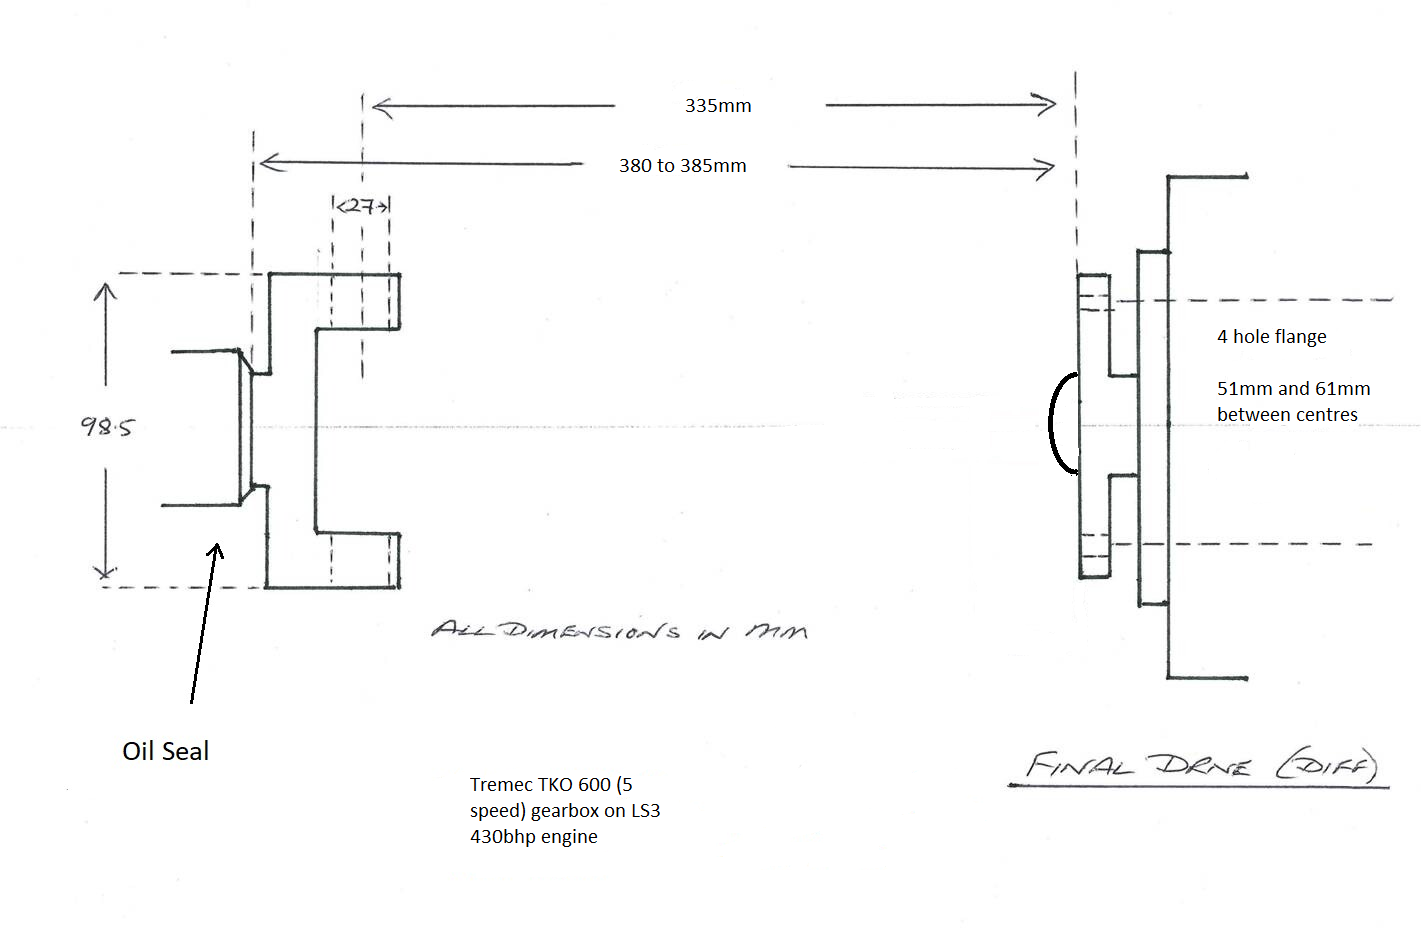 335mm
380 to 385mm
27
98.5
4 hole flange
51mm and 61mm
between centres
ALL DIMENSIONS IN MM
Oil Seal
FINAL DRIVE (DIFF)
Tremec TKO 600 (5
speed) gearbox on LS3
430bhp engine